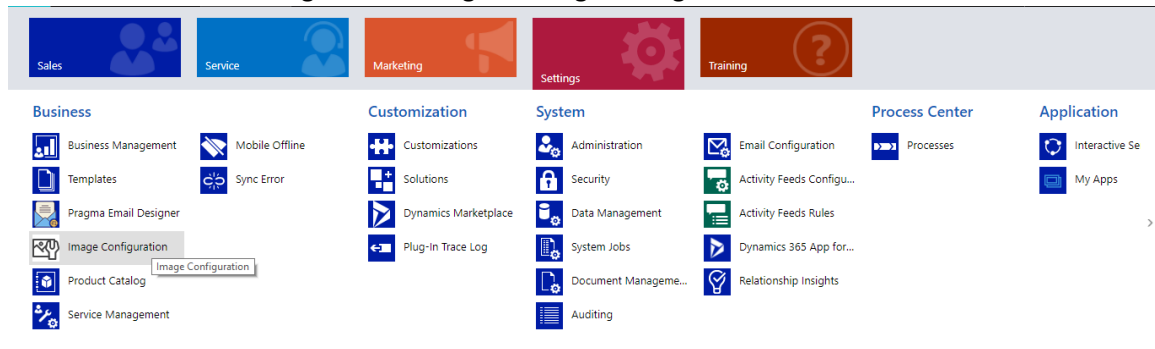 Sales
Service
Marketing
Settings
Training
Business
Business Management
Templates
Pragma Email Designer
Image Configuration
Image Configuration
Product Catalog
Service Management
Mobile Offline
Sync Error
Customization
Customizations
Solutions
Dynamics Marketplace
Plug-In Trace Log
System
Administration
Security
Data Management
System Jobs
Document Manageme...
Auditing
Email Configuration
Activity Feeds Configu...
Activity Feeds Rules
Dynamics 365 App for...
Relationship Insights
Process Center
Processes
Application
Interactive Se
My Apps